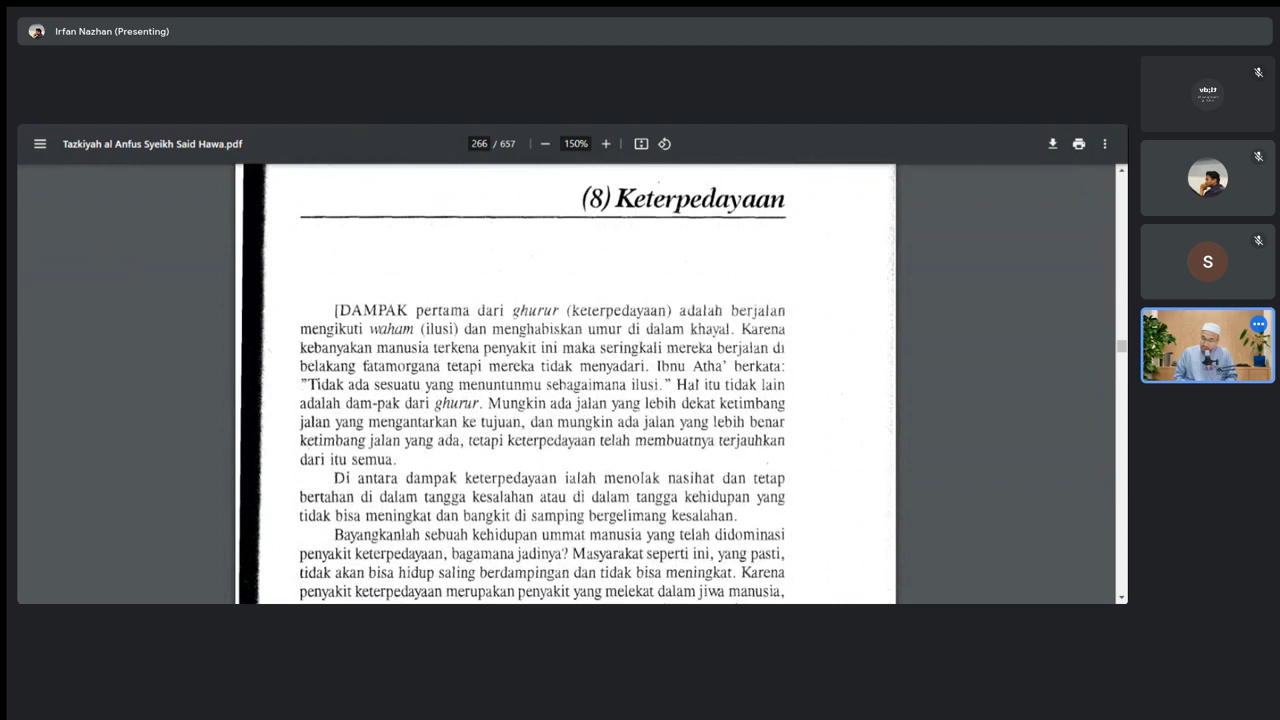 Irfan Nazhan (Presenting)
Tazkiyah al Anfus Syeikh Said Hawa.pdf
266 / 657
150%
(8) Keterpedayaan
[DAMPAK pertama dari ghurur (keterpedayaan) adalah berjalan
mengikuti waham (ilusi) dan menghabiskan umur di dalam khayal. Karena
kebanyakan manusia terkena penyakit ini maka seringkali mereka berjalan di
belakang fatamorgana tetapi mereka tidak menyadari. Ibnu Atha' berkata:
"Tidak ada sesuatu yang menuntunmu sebagaimana ilusi." Hal itu tidak lain
adalah dam-pak dari ghurur. Mungkin ada jalan yang lebih dekat ketimbang
jalan yang mengantarkan ke tujuan, dan mungkin ada jalan yang lebih benar
ketimbang jalan yang ada, tetapi keterpedayaan telah membuatnya terjauhkan
dari itu semua.
Di antara dampak keterpedayaan ialah menolak nasihat dan tetap
bertahan di dalam tangga kesalahan atau di dalam tangga kehidupan yang
tidak bisa meningkat dan bangkit di samping bergelimang kesalahan.
Bayangkanlah sebuah kehidupan ummat manusia yang telah didominasi
penyakit keterpedayaan, bagamana jadinya? Masyarakat seperti ini, yang pasti,
tidak akan bisa hidup saling berdampingan dan tidak bisa meningkat. Karena
penyakit keterpedayaan merupakan penyakit yang melekat dalam jiwa manusia,
S